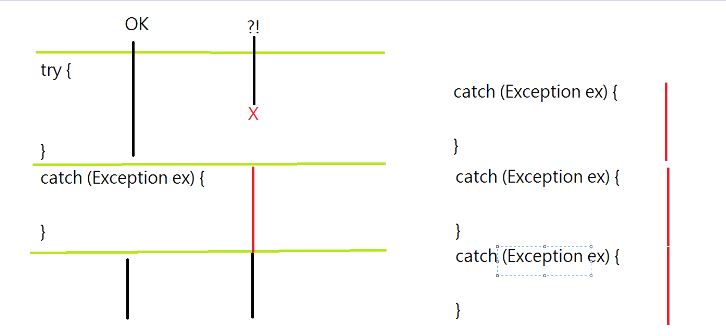 OK ?!
try {
X
}
catch (Exception ex) {
}
catch (Exception ex) {
}
catch (Exception ex) {
}
catch (Exception ex) {
}